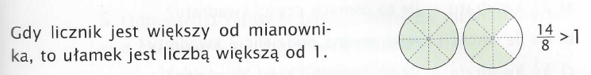 Gdy licznik jest większy od mianowni-
ka, to ułamek jest liczbą większą od 1.
14/8 > 1